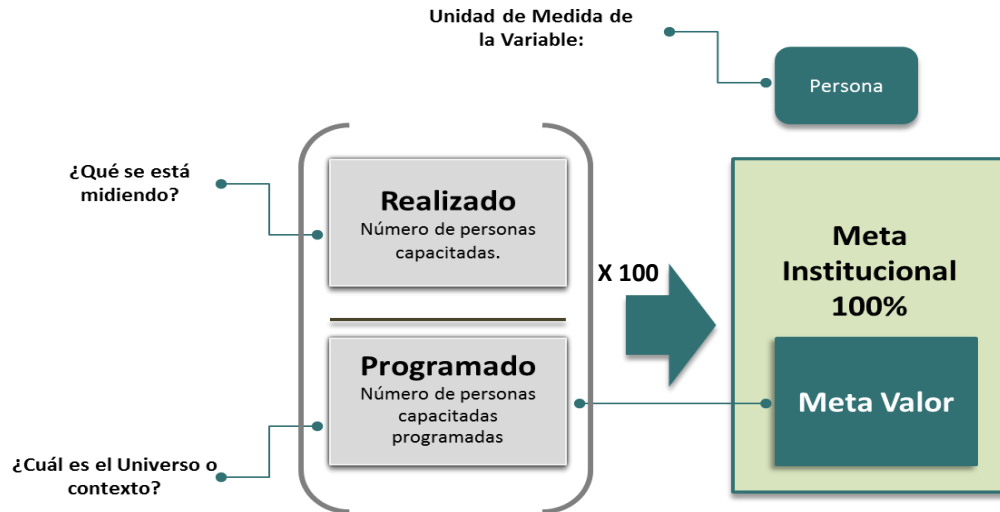 Unidad de Medida de
la Variable:
Persona
¿Qué se está
midiendo?
Realizado
Número de personas
capacitadas.
X 100
Meta
Institucional
100%
Programado
Número de personas
capacitadas
programadas
Meta Valor
¿Cuál es el Universo o
contexto?